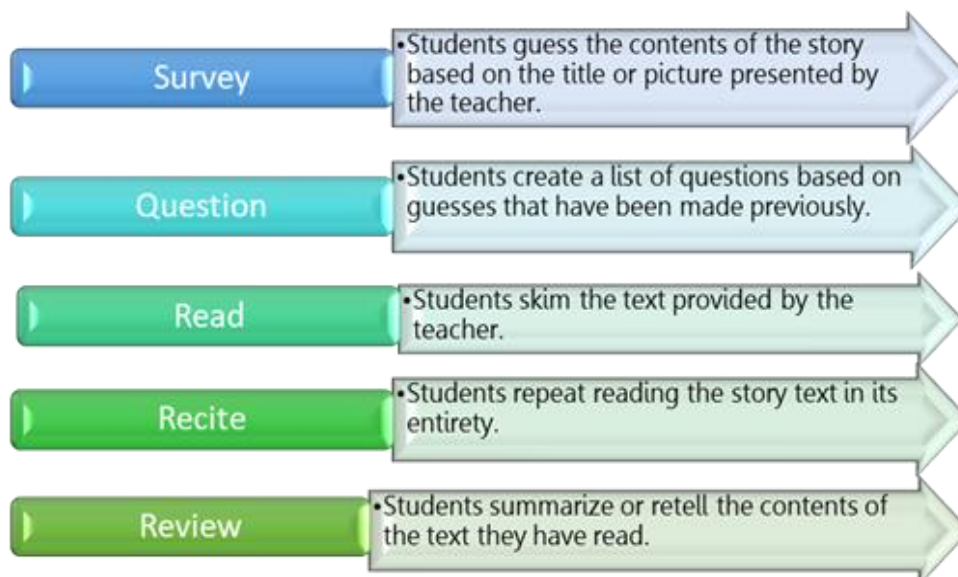 Survey
•Students guess the contents of the story
based on the title or picture presented by
the teacher.
Question
•Students create a list of questions based on
guesses that have been made previously.
Read
•Students skim the text provided by the
teacher.
Recite
•Students repeat reading the story text in its
entirety.
Review
•Students summarize or retell the contents of
the text they have read.